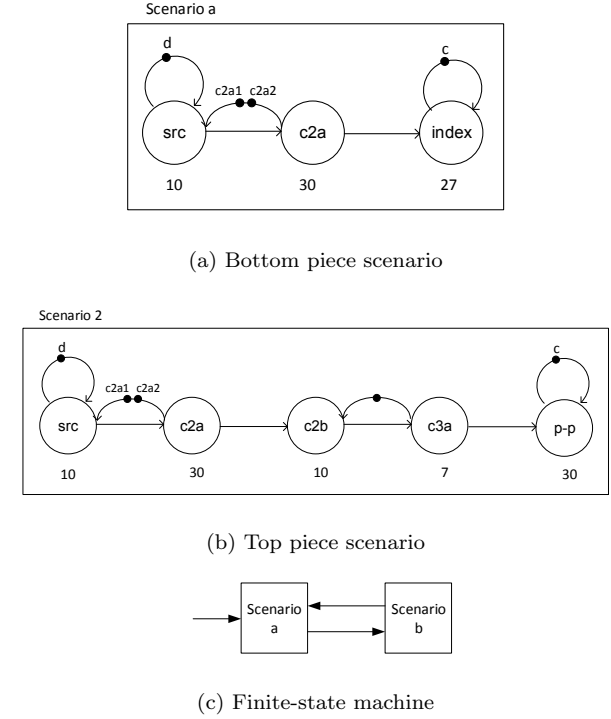 Scenario a
d
c
c2a1 c2a2
src
c2a
index
10
30
27
(a) Bottom piece scenario
Scenario 2
d
c
c2a1 c2a2
src
c2a
c2b
c3a
p-p
10
30
10
7
30
(b) Top piece scenario
Scenario
a
Scenario
b
(c) Finite-state machine